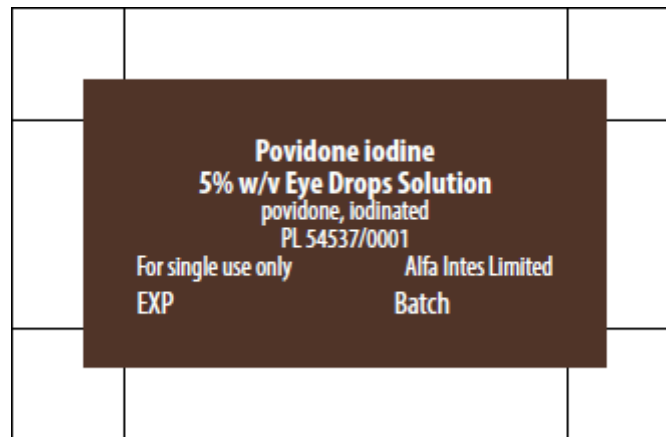 Povidone iodine
5% w/v Eye Drops Solution
povidone, iodinated
PL 54537/0001
For single use only Alfa Intes Limited
EXP Batch